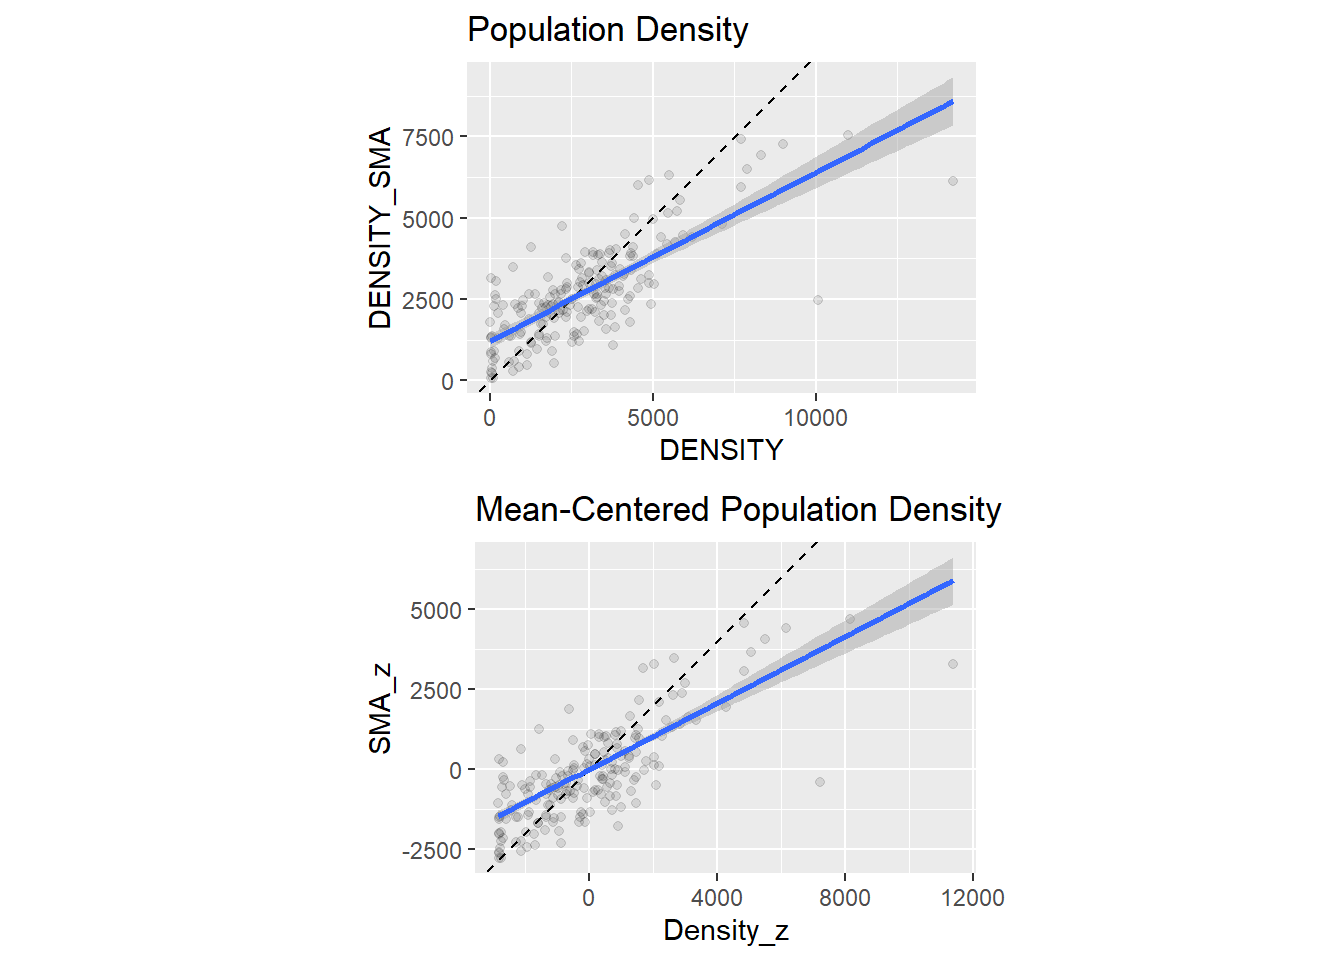 Population Density
DENSITY_SMA
7500
5000
2500
0
0 5000 10000
DENSITY
Mean-Centered Population Density
SMA_z
5000
2500
0
-2500
0 4000 8000 12000
Density_z